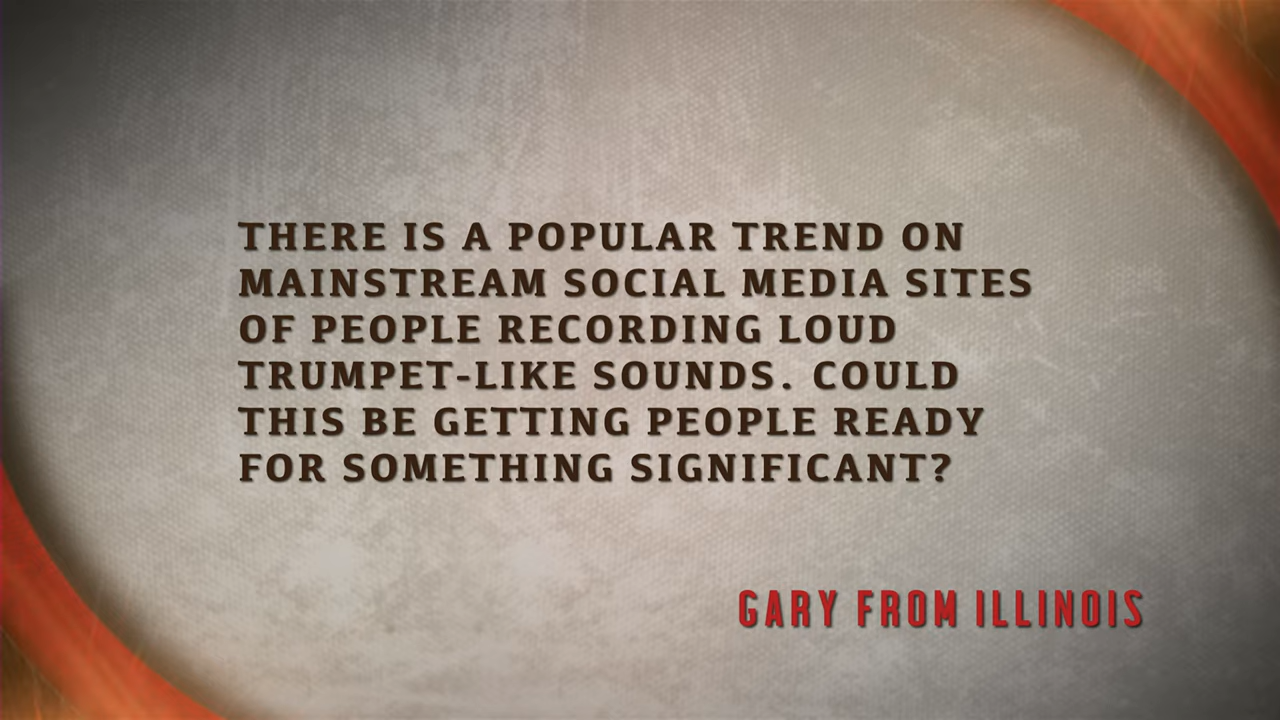 THERE IS A POPULAR TREND ON
MAINSTREAM SOCIAL MEDIA SITES
OF PEOPLE RECORDING LOUD
TRUMPET-LIKE SOUNDS. COULD
THIS BE GETTING PEOPLE READY
FOR SOMETHING SIGNIFICANT?
GARY FROM ILLINOIS